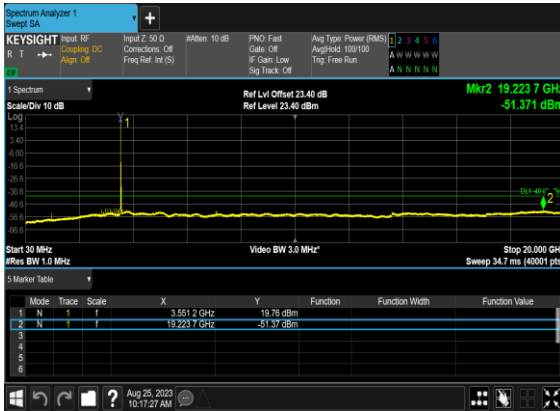 Spectrum Analyzer 1
Swept SA
+
KEYSIGHT Input: RF Input Z: 50 Ω #Atten: 10 dB PNO: Fast Avg Type: Power (RMS) 1 2 3 4 5 6
R T Coupling: DC Corrections: Off Gate: Off Avg|Hold: 100/100 A W W W W W
Align: Off Freq Ref: Int (S) IF Gain: Low Trig: Free Run
Sig Track: Off A N N N N N
1 Spectrum Ref Lvl Offset 23.40 dB Mkr2 19.223 7 GHz
Scale/Div 10 dB Ref Level 23.40 dBm -51.371 dBm
Log
13.4
3.40
-6.60
-16.6
-26.6
-36.6
-46.6
-56.6
-66.6
1
2
Start 30 MHz Video BW 3.0 MHz* Stop 20.000 GHz
#Res BW 1.0 MHz Sweep 34.7 ms (40001 pts)
5 Marker Table
Mode Trace Scale X Y Function Function Width Function Value
1 N 1 f 3.551 2 GHz 19.76 dBm
2 N 1 f 19.223 7 GHz -51.37 dBm
3
4
5
6
? Aug 25, 2023
10:17:27 AM